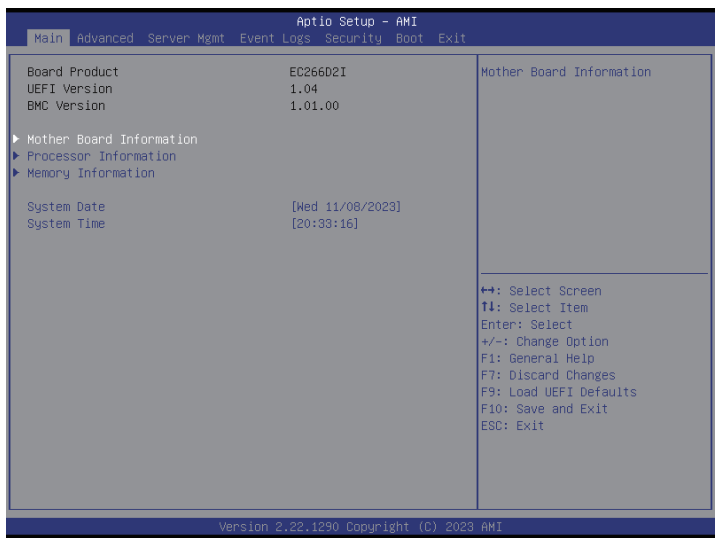 Aptio Setup – AMI
Main Advanced Server Mgmt Event Logs Security Boot Exit
Board Product EC266D2I
UEFI Version 1.04
BMC Version 1.01.00
Mother Board Information
Processor Information
Memory Information
System Date [Wed 11/08/2023]
System Time [20:33:16]
Mother Board Information
↔: Select Screen
↑↓: Select Item
Enter: Select
+/-: Change Option
F1: General Help
F7: Discard Changes
F9: Load UEFI Defaults
F10: Save and Exit
ESC: Exit
Version 2.22.1290 Copyright (C) 2023 AMI